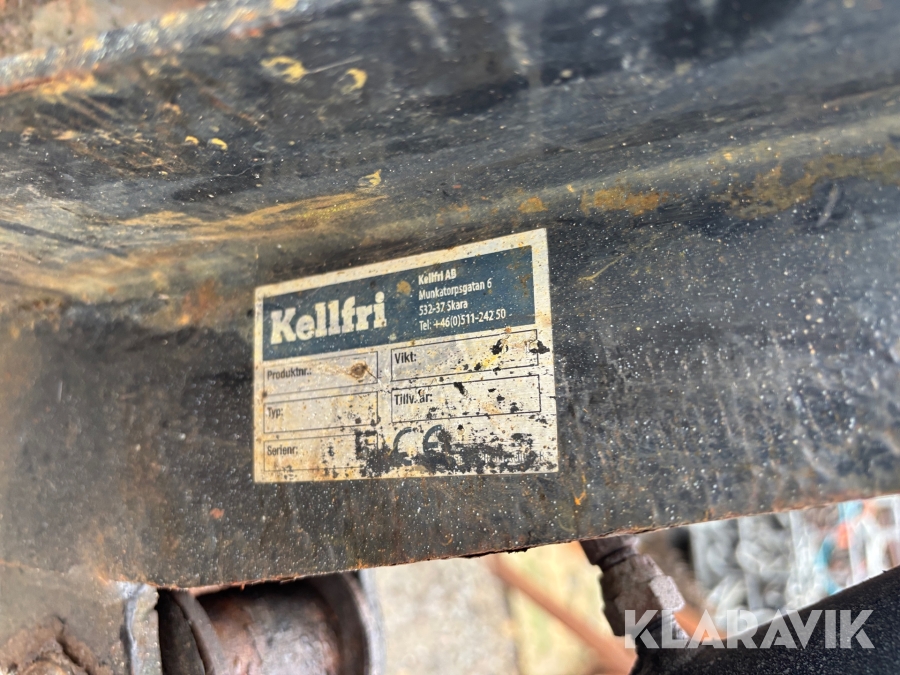 Kellfri
Kellfri AB
Munkatorpsgatan 6
532-37 Skara
Tel: +46(0)511-242 50
Produktnr.:
Vikt:
Typ:
Tillv. år:
Serienr:
CE
KLARAVIK